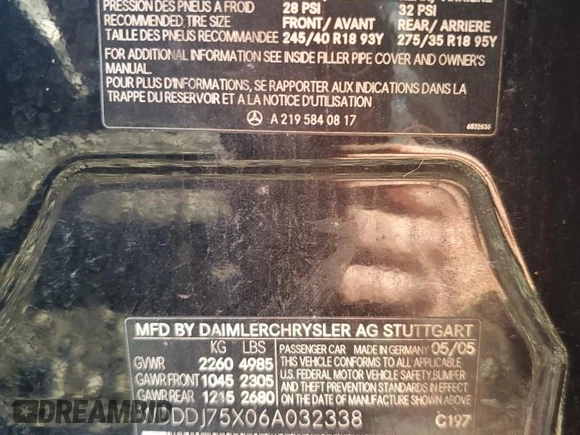 PRESSION DES PNEUS A FROID 28 PSI 32 PSI
FRONT/ AVANT REAR/ ARRIERE
TAILLE DES PNEUS RECOMMANDEE 245/40 R18 93Y 275/35 R18 95Y
FOR ADDITIONAL INFORMATION SEE INSIDE FILLER PIPE COVER AND OWNER'S
MANUAL.
POUR PLUS D'INFORMATIONS, SE RAPPORTER AUX INDICATIONS DANS LA
TRAPPE DU RESERVOIR ET A LA NOTICE D'UTILISATION.
A 219 584 08 17
6832636
MFD BY DAIMLERCHRYSLER AG STUTTGART
KG LBS
GVWR 2260 4985
GAWR FRONT 1045 2305
GAWR REAR 1215 2680
PASSENGER CAR MADE IN GERMANY 05/05
THIS VEHICLE CONFORMS TO ALL APPLICABLE
U.S. FEDERAL MOTOR VEHICLE SAFETY, BUMPER
AND THEFT PREVENTION STANDARDS IN EFFECT
ON THE DATE OF MANUFACTURE SHOWN ABOVE
DDJ75X06A032338
C197
DREAMBID
DREAMBID